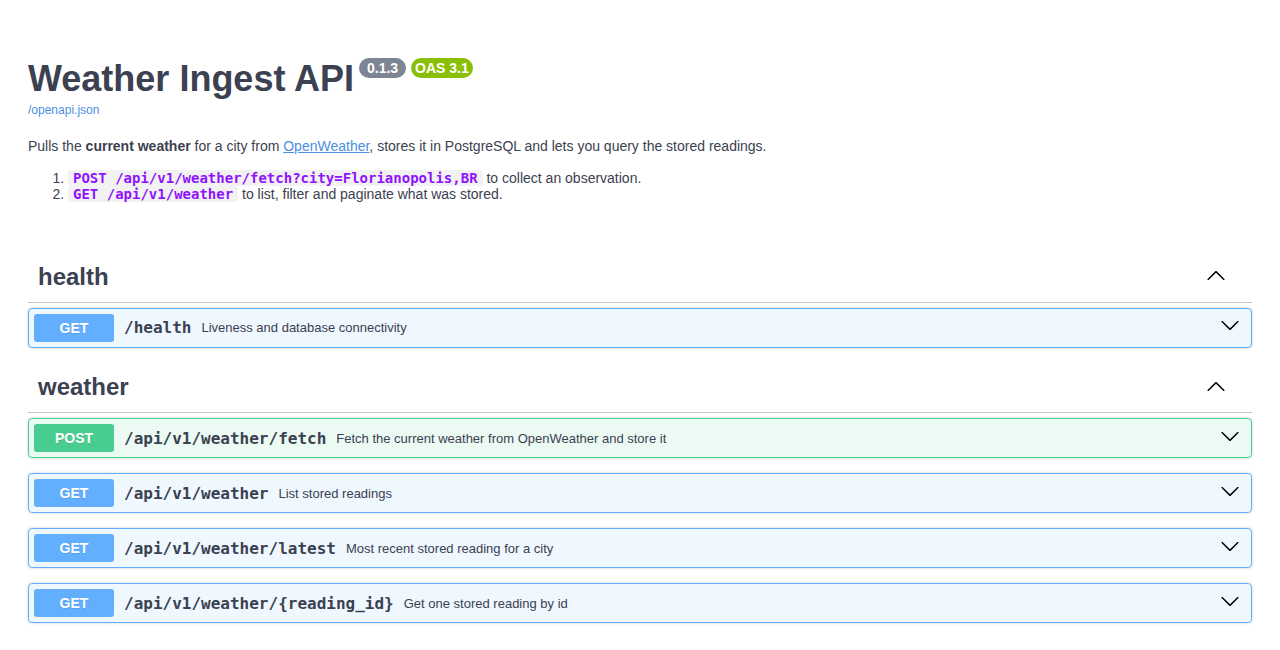 Weather Ingest API 0.1.3 OAS 3.1
/openapi.json
Pulls the current weather for a city from OpenWeather, stores it in PostgreSQL and lets you query the stored readings.
1. POST /api/v1/weather/fetch?city=Florianopolis,BR to collect an observation.
2. GET /api/v1/weather to list, filter and paginate what was stored.
health
GET /health Liveness and database connectivity
weather
POST /api/v1/weather/fetch Fetch the current weather from OpenWeather and store it
GET /api/v1/weather List stored readings
GET /api/v1/weather/latest Most recent stored reading for a city
GET /api/v1/weather/{reading_id} Get one stored reading by id